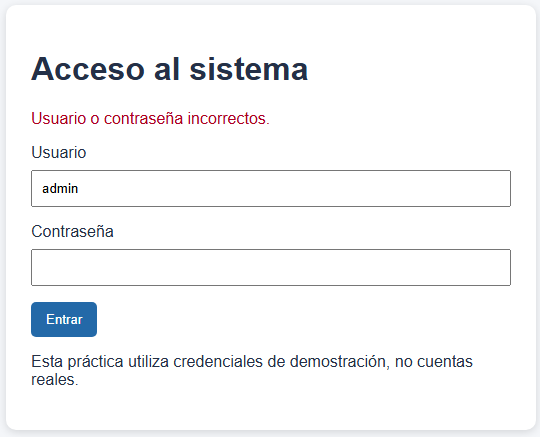 Acceso al sistema
Usuario o contraseña incorrectos.
Usuario
admin
Contraseña
Entrar
Esta práctica utiliza credenciales de demostración, no cuentas
reales.